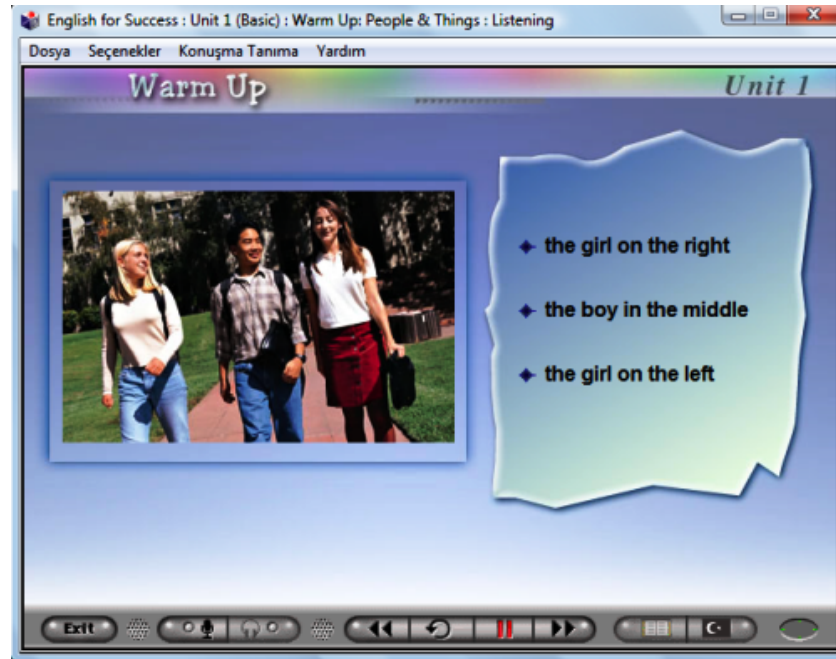 English for Success : Unit 1 (Basic) : Warm Up: People & Things : Listening
Dosya Seçenekler Konuşma Tanıma Yardım
Warm Up
Unit 1
the girl on the right
the boy in the middle
the girl on the left
Exit